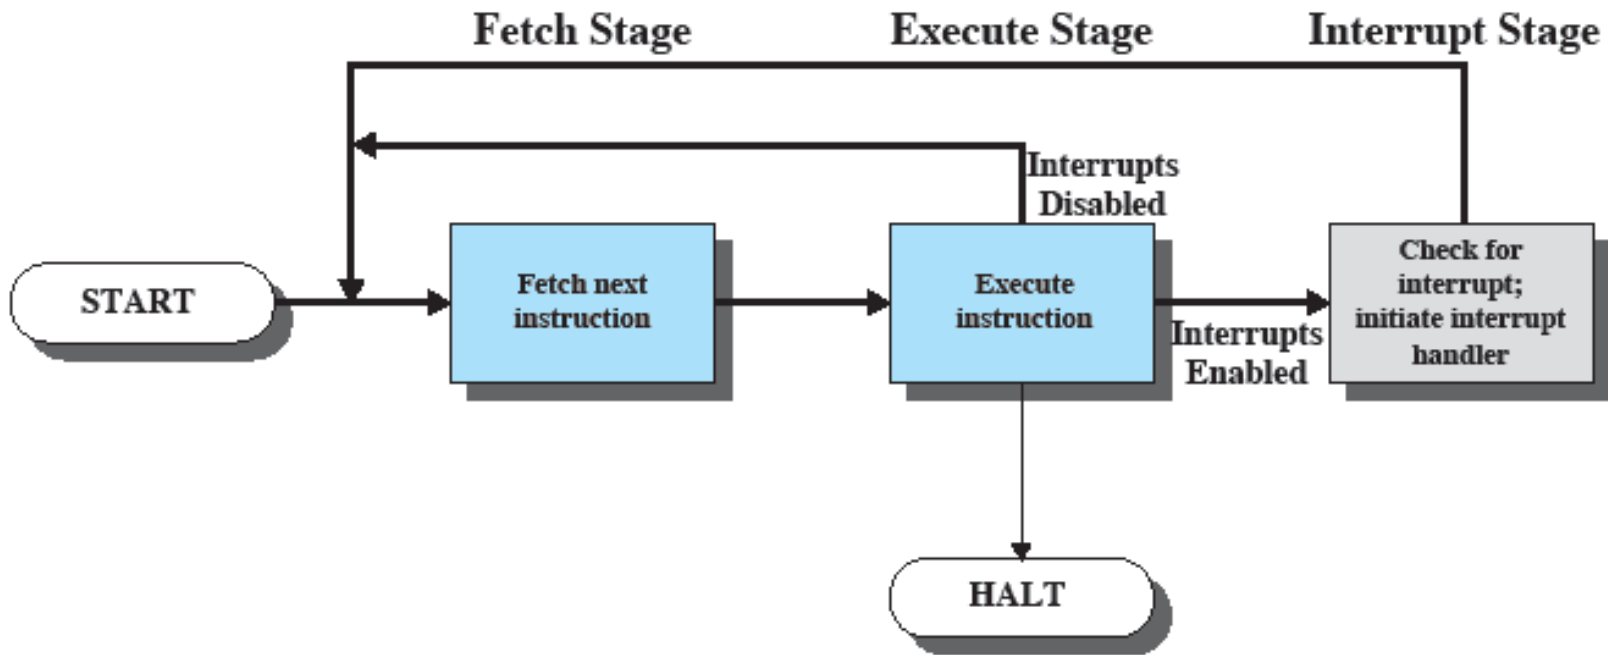 Fetch Stage
Execute Stage
Interrupt Stage
Interrupts
Disabled
START
Fetch next
instruction
Execute
instruction
Interrupts
Enabled
Check for
interrupt;
initiate interrupt
handler
HALT